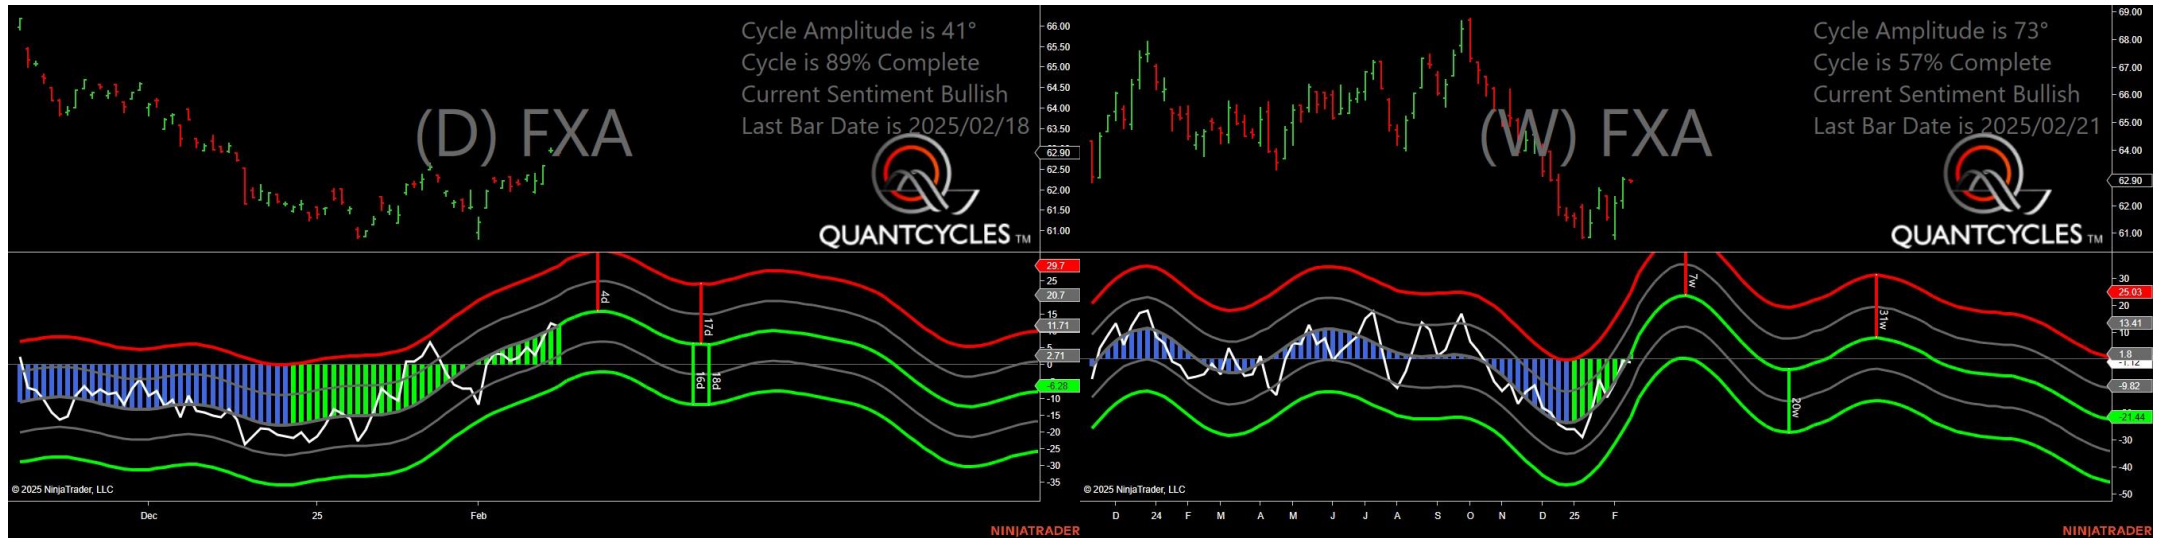 Cycle Amplitude is 41°
Cycle is 89% Complete
Current Sentiment Bullish
Last Bar Date is 2025/02/18
(D) FXA
QUANTCYCLES TM
66.00
65.50
65.00
64.50
64.00
63.50
62.90
62.50
62.00
61.50
61.00
4d
17d
16d
18d
29.7
25
20.7
15
11.71
5
2.71
0
-6.28
-10
-15
-20
-25
-30
-35
© 2025 NinjaTrader, LLC
Dec
25
Feb
NINJATRADER
Cycle Amplitude is 73°
Cycle is 57% Complete
Current Sentiment Bullish
Last Bar Date is 2025/02/21
(W) FXA
QUANTCYCLES TM
69.00
68.00
67.00
66.00
65.00
64.00
62.90
62.00
61.00
7w
31w
20w
30
25.03
20
13.41
10
1.8
-1.12
-9.82
-21.44
-30
-40
-50
© 2025 NinjaTrader, LLC
D
24
F
M
A
M
J
J
A
S
O
N
D
25
F
NINJATRADER